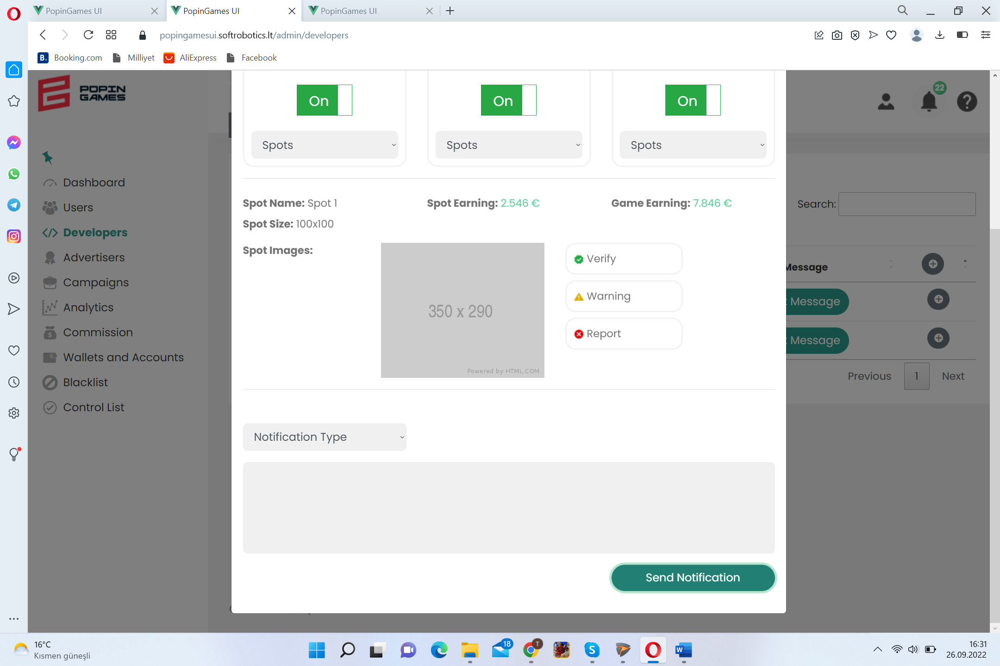 PopinGames UI
PopinGames UI
PopinGames UI
popingamesui.softrobotics.lt/admin/developers
B. Booking.com
Milliyet
AliExpress
Facebook
POPIN
GAMES
22
On
On
On
Spots
Spots
Spots
Dashboard
Users
Developers
Advertisers
Campaigns
Analytics
Commission
Wallets and Accounts
Blacklist
Control List
Spot Name: Spot 1
Spot Earning: 2.546 €
Game Earning: 7.846 €
Spot Size: 100x100
Spot Images:
350 x 290
Powered by HTML.COM
Verify
Warning
Report
Search:
Message
Message
Message
Previous
1
Next
Notification Type
Send Notification
16°C
Kısmen güneşli
18
T
16:31
26.09.2022